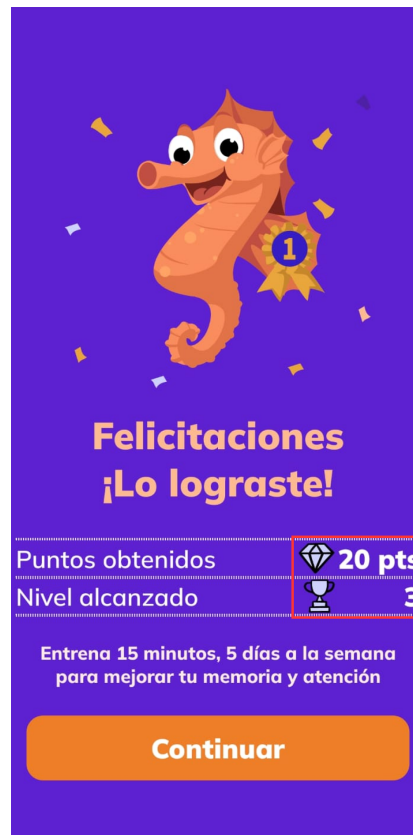 1
Felicitaciones
¡Lo lograste!
Puntos obtenidos 20 pts
Nivel alcanzado 3
Entrena 15 minutos, 5 días a la semana
para mejorar tu memoria y atención
Continuar